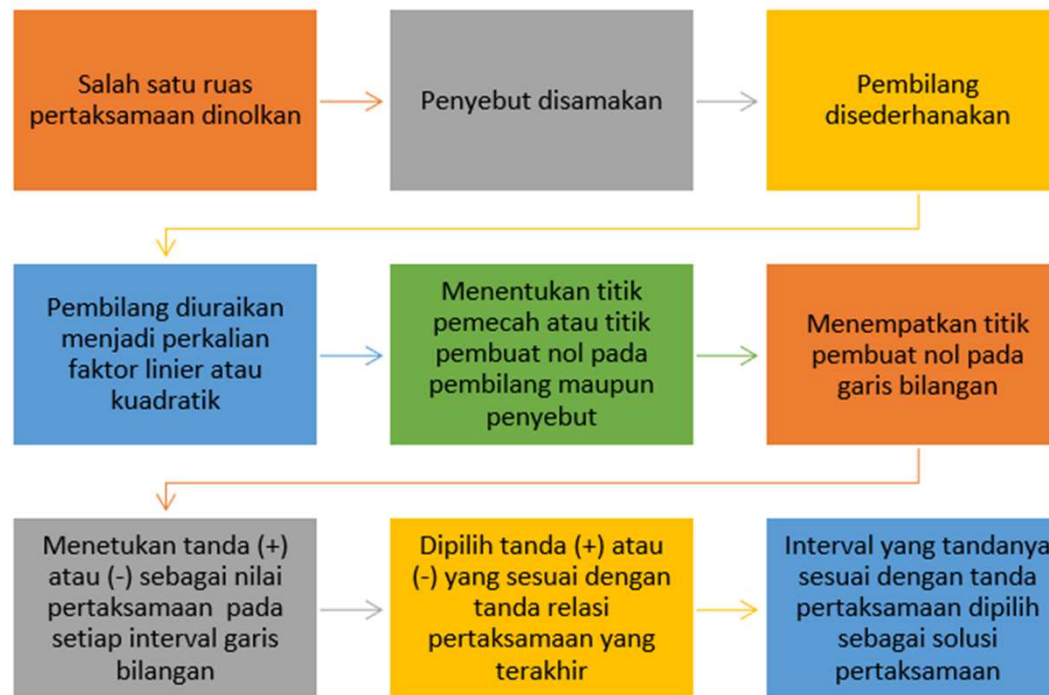 Salah satu ruas
pertaksamaan dinolkan
Penyebut disamakan
Pembilang
disederhanakan
Pembilang diuraikan
menjadi perkalian
faktor linier atau
kuadratik
Menentukan titik
pemecah atau titik
pembuat nol pada
pembilang maupun
penyebut
Menempatkan titik
pembuat nol pada
garis bilangan
Menetukan tanda (+)
atau (-) sebagai nilai
pertaksamaan pada
setiap interval garis
bilangan
Dipilih tanda (+) atau
(-) yang sesuai dengan
tanda relasi
pertaksamaan yang
terakhir
Interval yang tandanya
sesuai dengan tanda
pertaksamaan dipilih
sebagai solusi
pertaksamaan